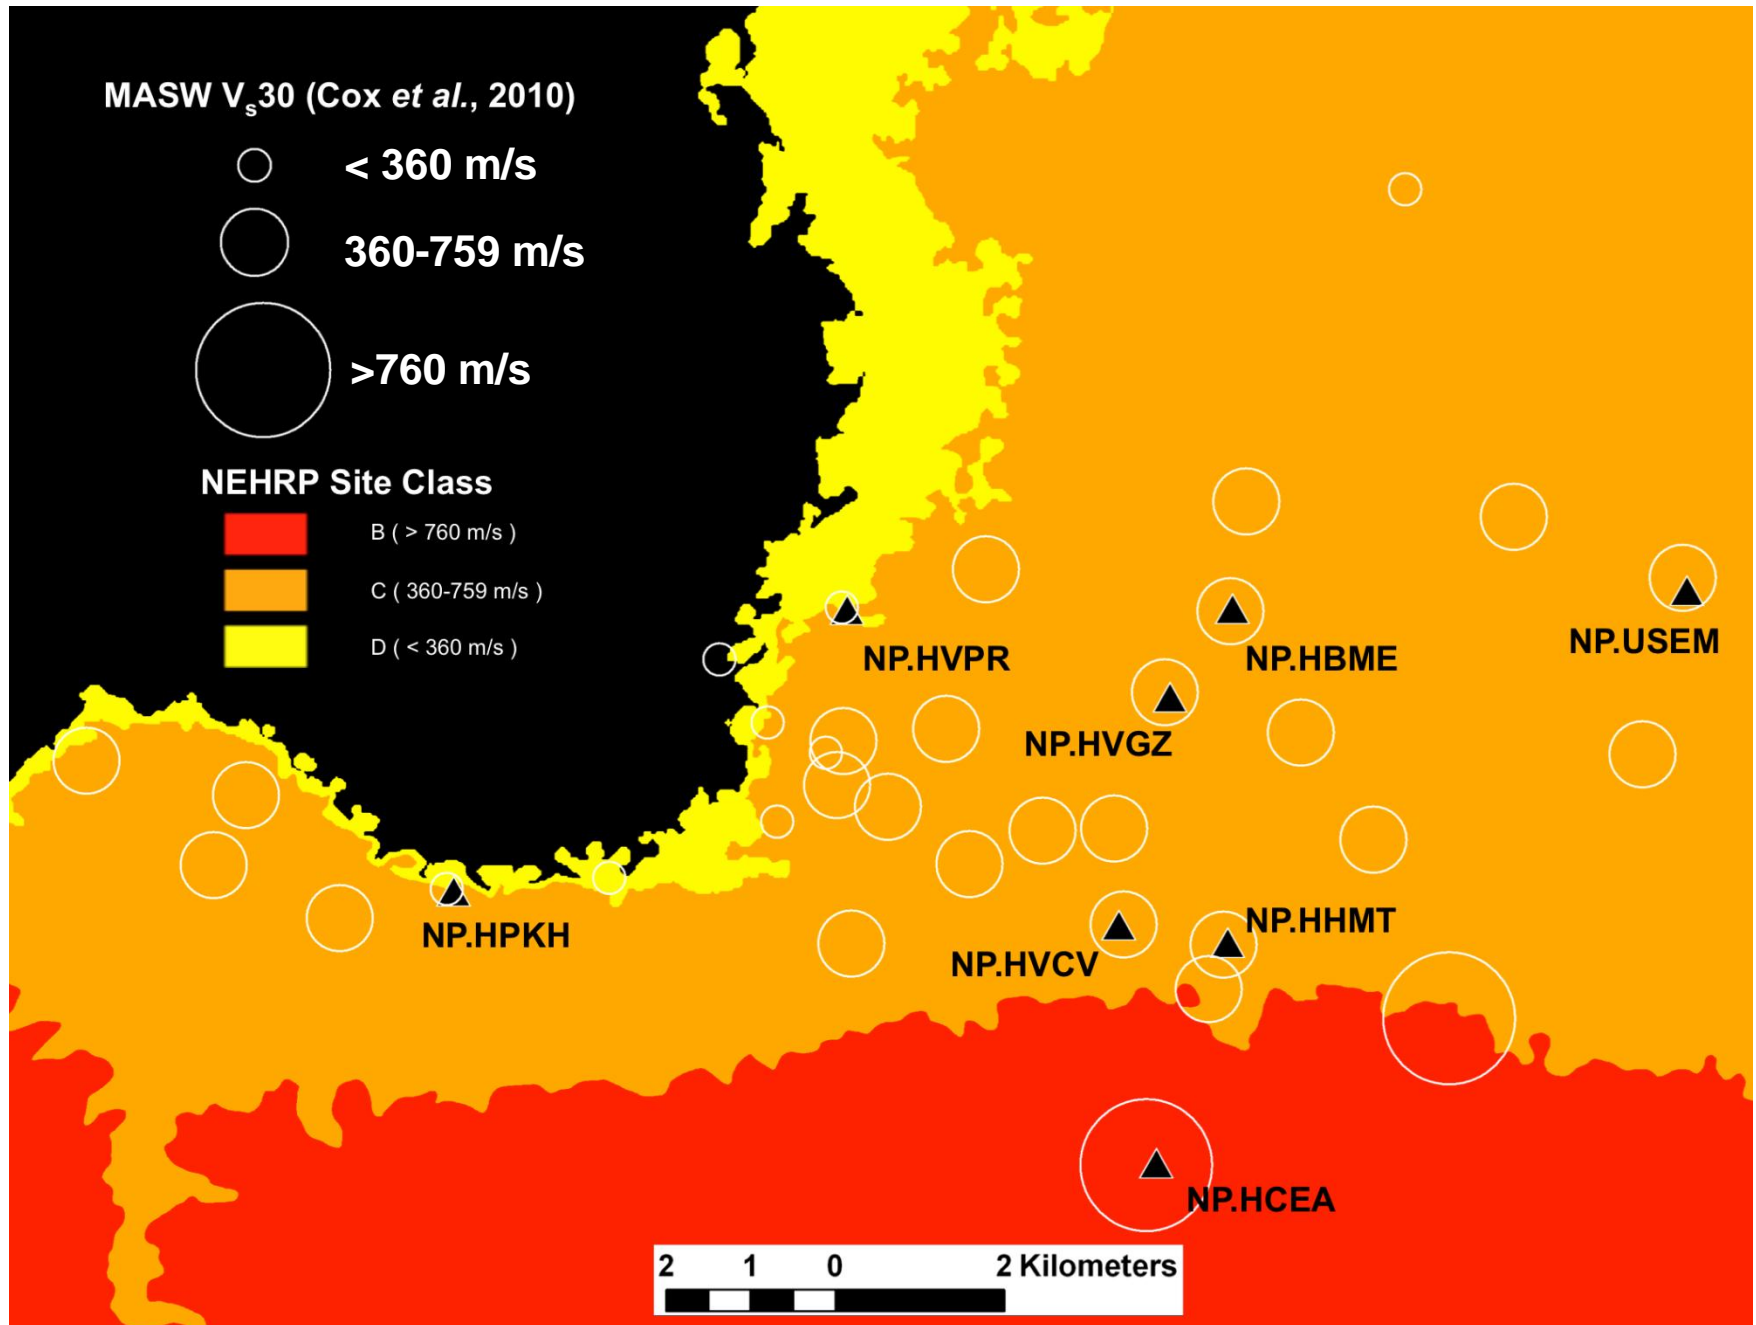 MASW Vs30 (Cox et al., 2010)
< 360 m/s
360-759 m/s
>760 m/s
NEHRP Site Class
B ( > 760 m/s )
C ( 360-759 m/s )
D ( < 360 m/s )
NP.HVPR
NP.HBME
NP.USEM
NP.HVGZ
NP.HPKH
NP.HHMT
NP.HVCV
NP.HCEA
2 1 0 2 Kilometers